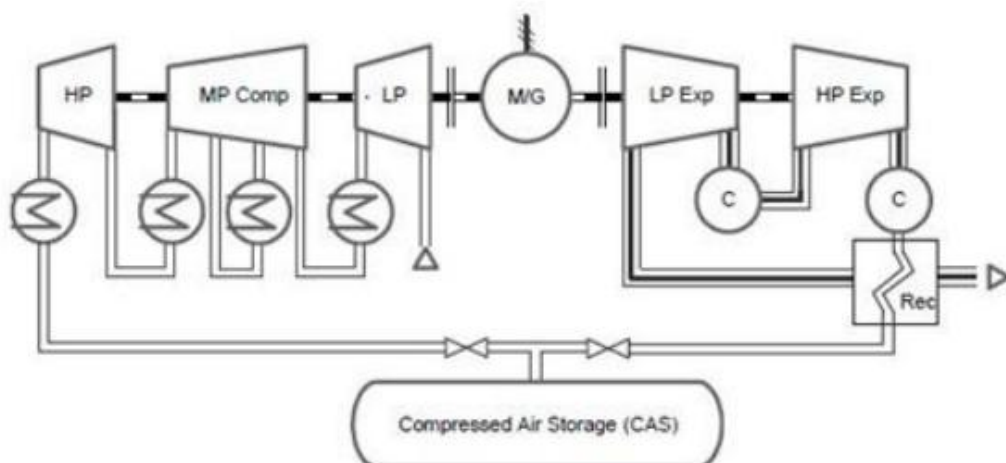 HP
MP Comp
LP
M/G
LP Exp
HP Exp
C
C
Rec
Compressed Air Storage (CAS)